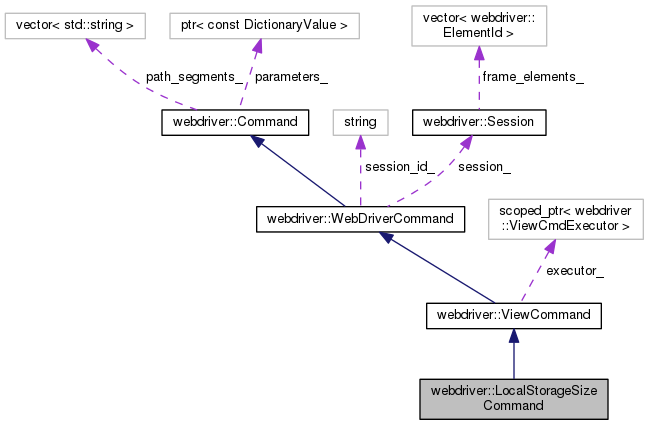 vector< std::string >
ptr< const DictionaryValue >
vector< webdriver::
ElementId >
path_segments_
parameters_
frame_elements_
webdriver::Command
string
webdriver::Session
session_id_
session_
webdriver::WebDriverCommand
scoped_ptr< webdriver
::ViewCmdExecutor >
executor_
webdriver::ViewCommand
webdriver::LocalStorageSize
Command